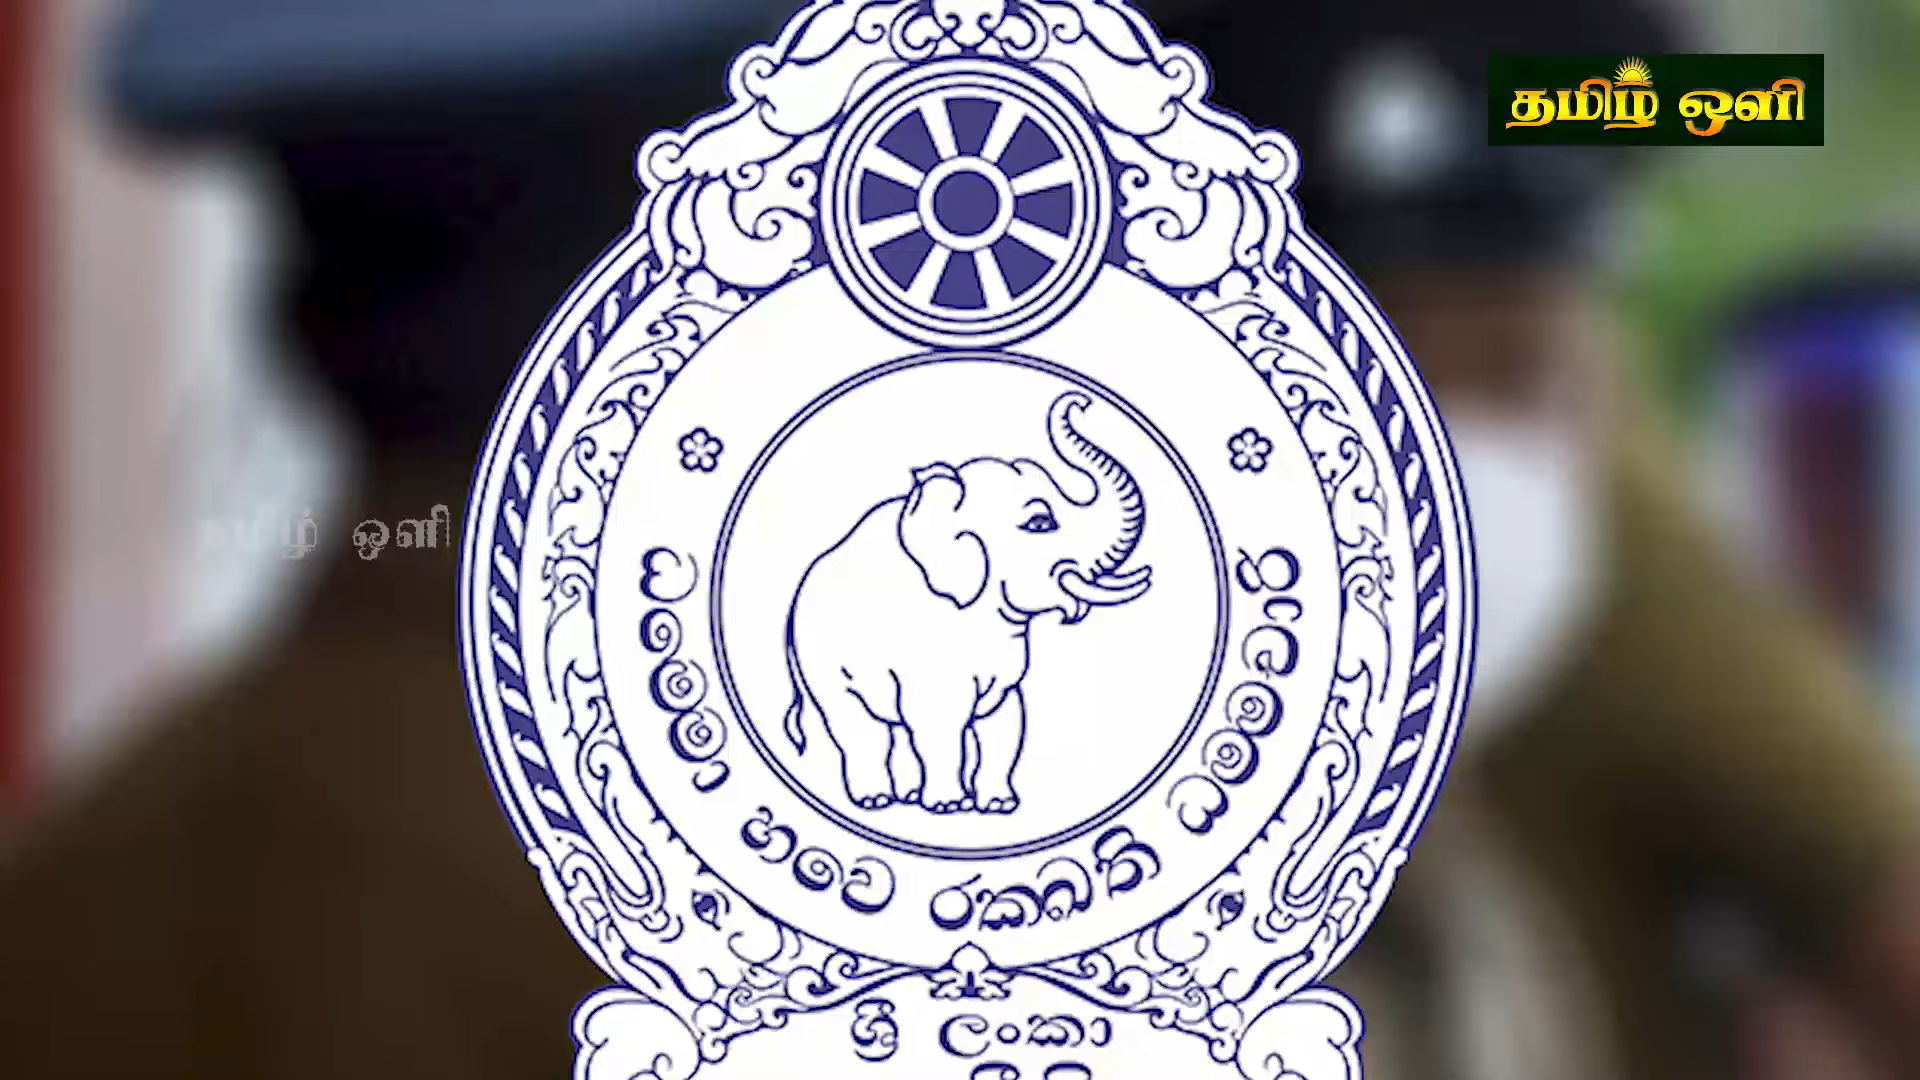 தமிழ் ஒளி
தமிழ் ஒளி
ධම්මො හවෙ රක්ඛති ධම්මචාරි
ශ්‍රී ලංකා